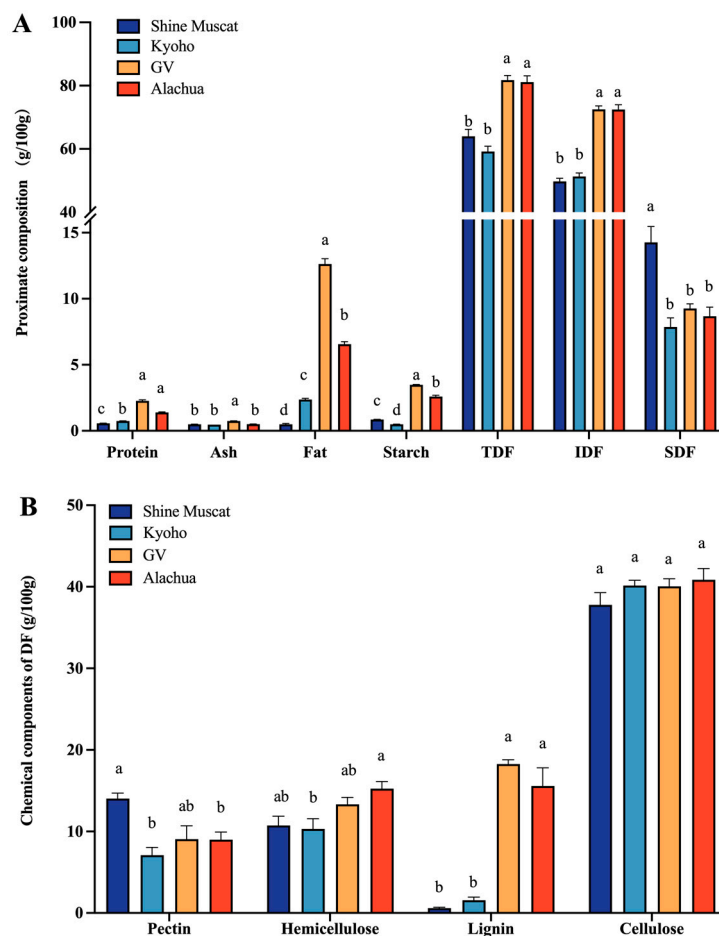 A
Shine Muscat
Kyoho
GV
Alachua
Proximate composition (g/100g)
100
80
60
40
15
10
5
0
c b a a
b b a b
d c a b
c d a b
b b a a
b b a a
a b b b
Protein Ash Fat Starch TDF IDF SDF
B
Shine Muscat
Kyoho
GV
Alachua
Chemical components of DF (g/100g)
50
40
30
20
10
0
a b ab b
ab b ab a
b b a a
a a a a
Pectin Hemicellulose Lignin Cellulose